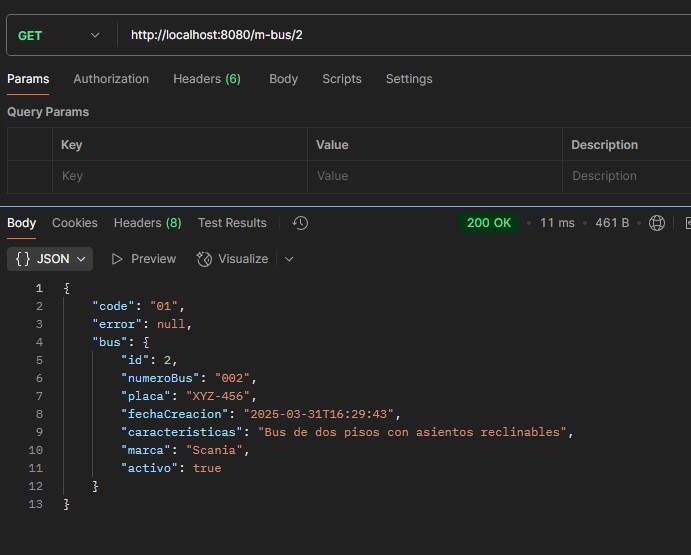 GET http://localhost:8080/m-bus/2
Params Authorization Headers (6) Body Scripts Settings
Query Params
Key Value Description
Key Value Description
Body Cookies Headers (8) Test Results 200 OK • 11 ms • 461 B
{} JSON Preview Visualize
1 {
2 "code": "01",
3 "error": null,
4 "bus": {
5 "id": 2,
6 "numeroBus": "002",
7 "placa": "XYZ-456",
8 "fechaCreacion": "2025-03-31T16:29:43",
9 "caracteristicas": "Bus de dos pisos con asientos reclinables",
10 "marca": "Scania",
11 "activo": true
12 }
13 }